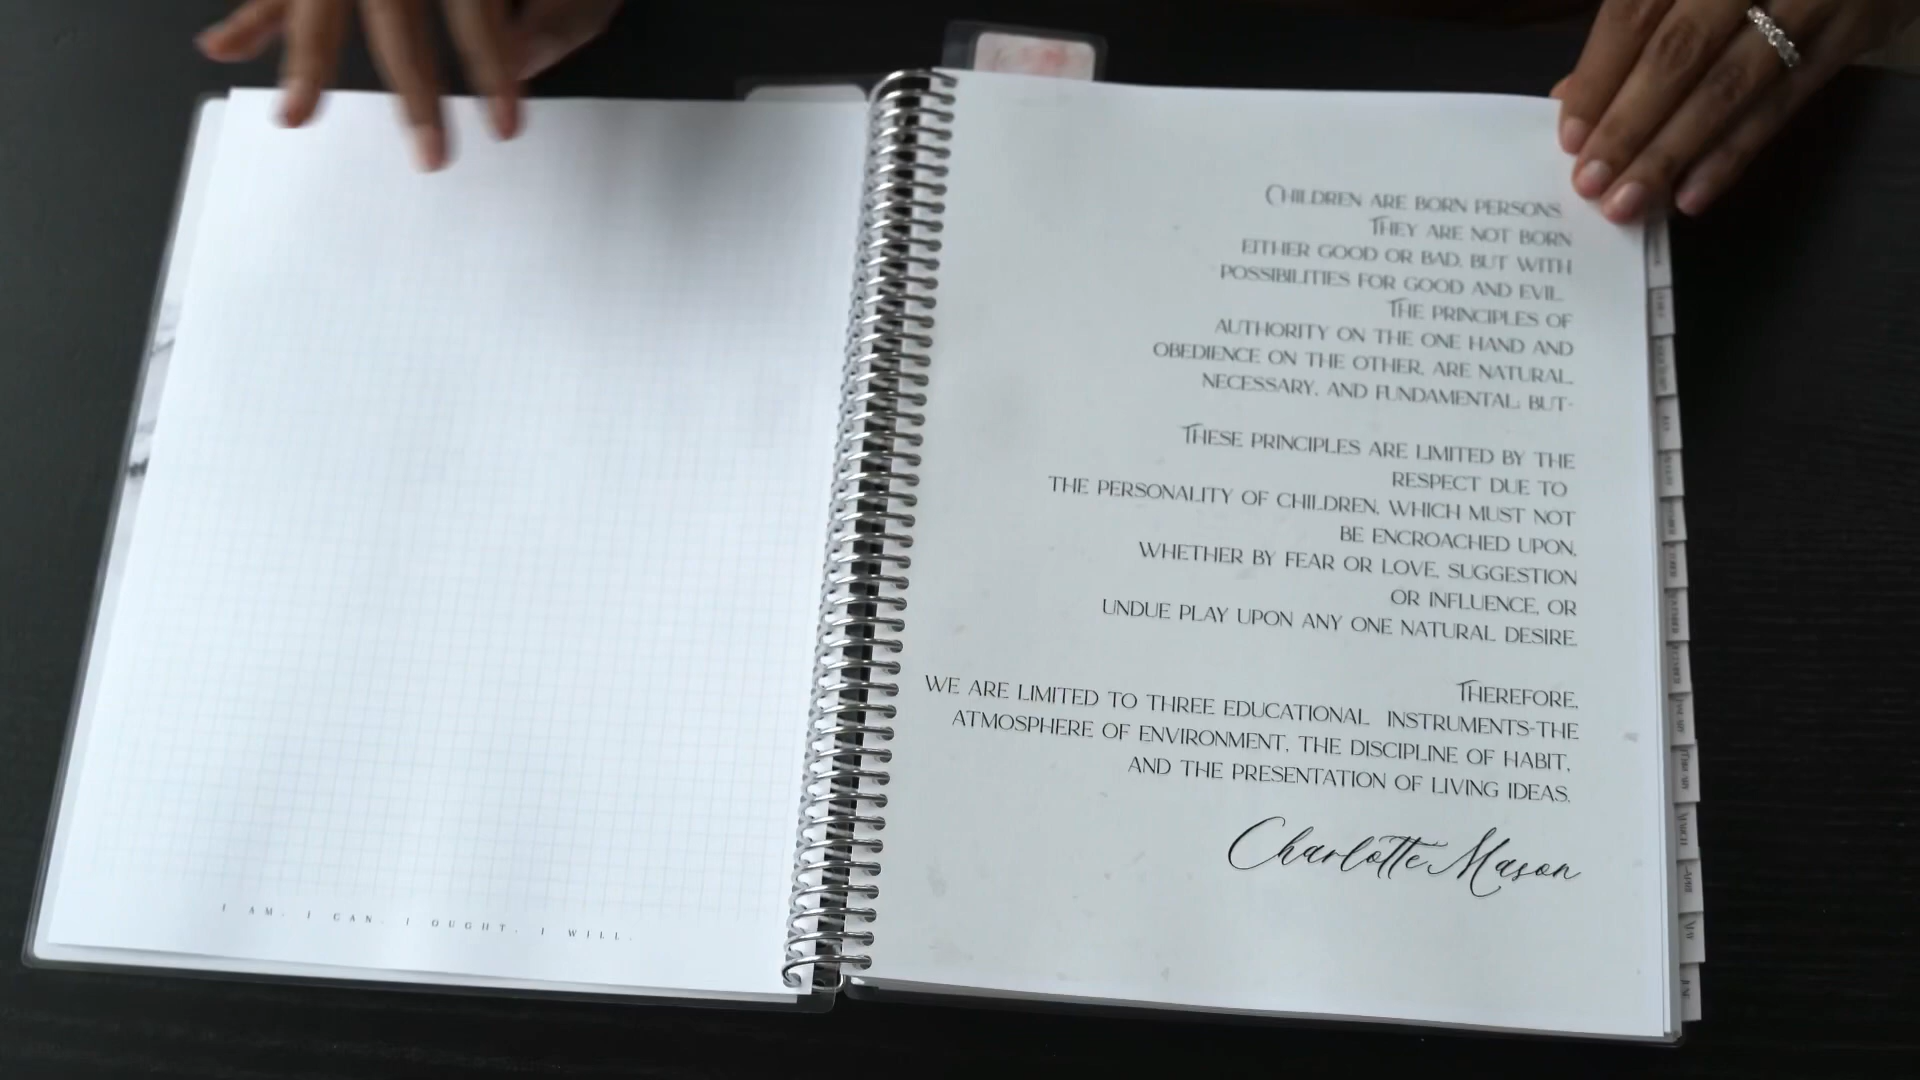 I AM. I CAN. I OUGHT. I WILL.
CHILDREN ARE BORN PERSONS.
THEY ARE NOT BORN
EITHER GOOD OR BAD, BUT WITH
POSSIBILITIES FOR GOOD AND EVIL.
THE PRINCIPLES OF
AUTHORITY ON THE ONE HAND AND
OBEDIENCE ON THE OTHER, ARE NATURAL,
NECESSARY, AND FUNDAMENTAL; BUT-
THESE PRINCIPLES ARE LIMITED BY THE
RESPECT DUE TO
THE PERSONALITY OF CHILDREN, WHICH MUST NOT
BE ENCROACHED UPON,
WHETHER BY FEAR OR LOVE, SUGGESTION
OR INFLUENCE, OR
UNDUE PLAY UPON ANY ONE NATURAL DESIRE.
THEREFORE,
WE ARE LIMITED TO THREE EDUCATIONAL INSTRUMENTS-THE
ATMOSPHERE OF ENVIRONMENT, THE DISCIPLINE OF HABIT,
AND THE PRESENTATION OF LIVING IDEAS.
Charlotte Mason
MARCH
APRIL
MAY
JUNE